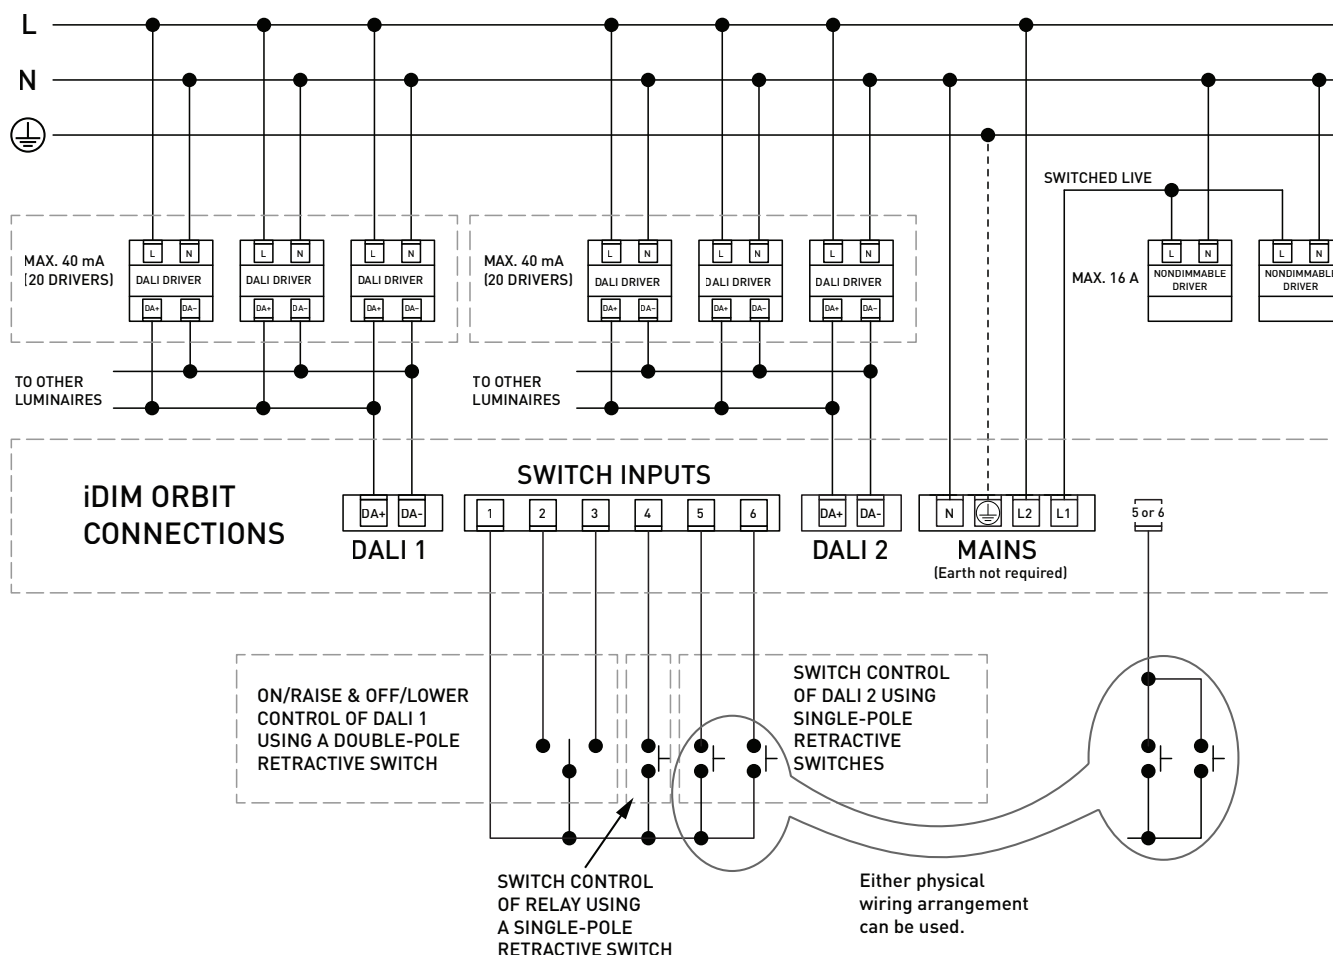 L
N
SWITCHED LIVE
MAX. 40 mA
(20 DRIVERS)
L N
DALI DRIVER
DA+ DA-
L N
DALI DRIVER
DA+ DA-
L N
DALI DRIVER
DA+ DA-
MAX. 40 mA
(20 DRIVERS)
L N
DALI DRIVER
DA+ DA-
L N
DALI DRIVER
DA+ DA-
L N
DALI DRIVER
DA+ DA-
MAX. 16 A
L N
NONDIMMABLE
DRIVER
L N
NONDIMMABLE
DRIVER
TO OTHER
LUMINAIRES
TO OTHER
LUMINAIRES
iDIM ORBIT
CONNECTIONS
DA+ DA-
DALI 1
SWITCH INPUTS
1 2 3 4 5 6
DA+ DA-
DALI 2
N L2 L1
MAINS
(Earth not required)
5 or 6
ON/RAISE & OFF/LOWER
CONTROL OF DALI 1
USING A DOUBLE-POLE
RETRACTIVE SWITCH
SWITCH CONTROL
OF DALI 2 USING
SINGLE-POLE
RETRACTIVE
SWITCHES
SWITCH CONTROL
OF RELAY USING
A SINGLE-POLE
RETRACTIVE SWITCH
Either physical
wiring arrangement
can be used.